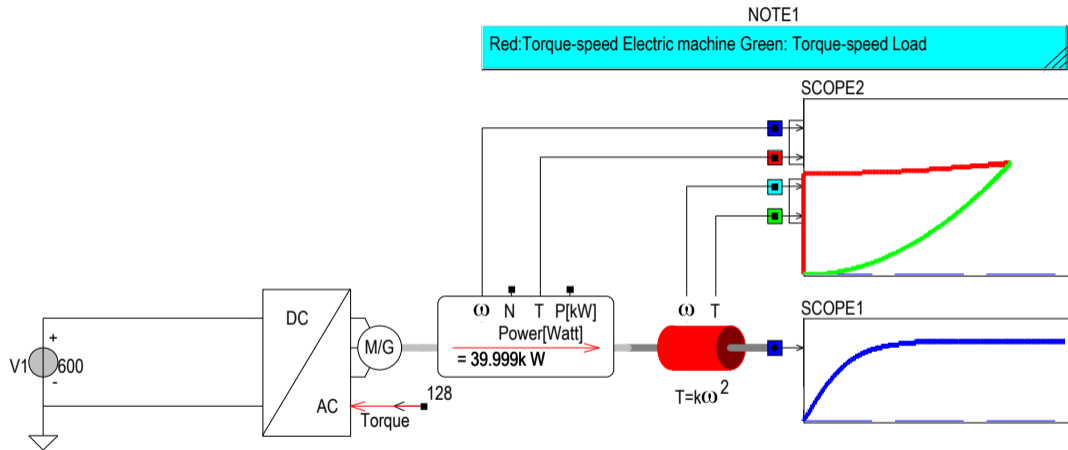 NOTE1
Red:Torque-speed Electric machine Green: Torque-speed Load
SCOPE2
ω N T P[kW]
Power[Watt]
= 39.999k W
ω T
T=kω²
SCOPE1
DC
AC
M/G
+
V1 600
-
128
Torque